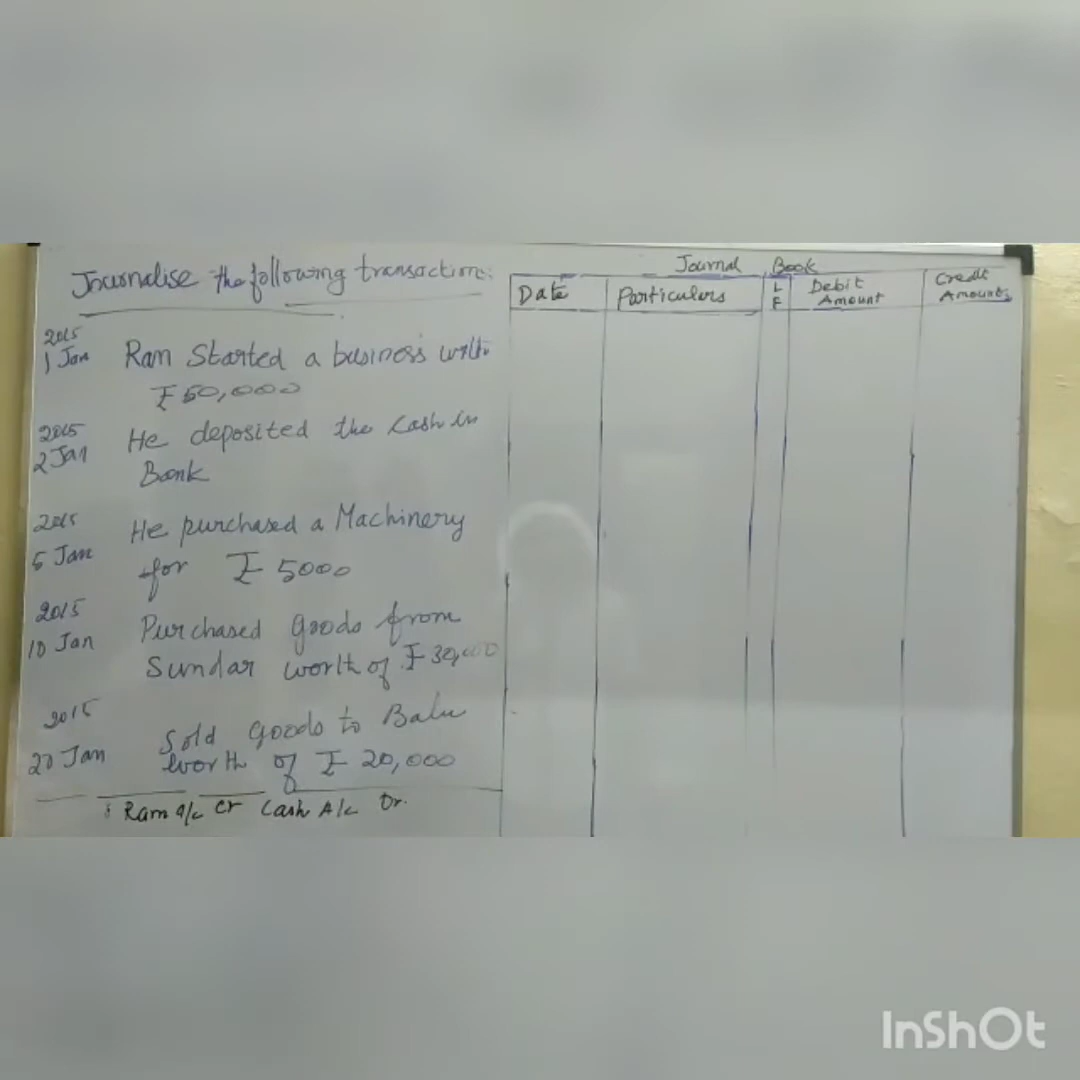 Journalise the following transaction:
2015
1 Jan Ram Started a business with
₹ 50,000
2015
2 Jan He deposited the cash in
Bank
2015
5 Jan He purchased a Machinery
for ₹ 5000
2015
10 Jan Purchased goods from
Sundar worth of ₹ 30,000
2015
20 Jan Sold goods to Balu
worth of ₹ 20,000
Ram a/c Cr Cash A/c Dr.
Journal Book
Date Particulers L F Debit Amount Credit Amount
InShOt